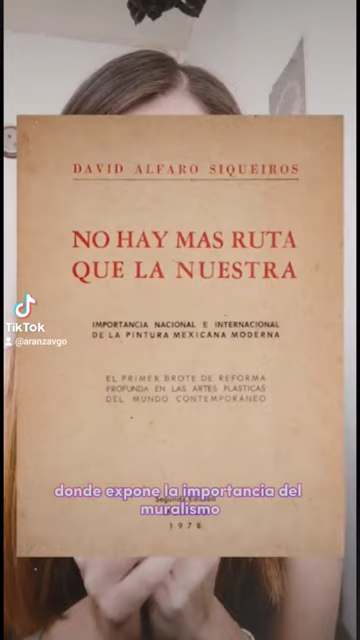 DAVID ALFARO SIQUEIROS
NO HAY MAS RUTA
QUE LA NUESTRA
IMPORTANCIA NACIONAL E INTERNACIONAL
DE LA PINTURA MEXICANA MODERNA
EL PRIMER BROTE DE REFORMA
PROFUNDA EN LAS ARTES PLASTICAS
DEL MUNDO CONTEMPORANEO
TikTok
@aranzavgo
donde expone la importancia del
Segunda Edición
muralismo
1978